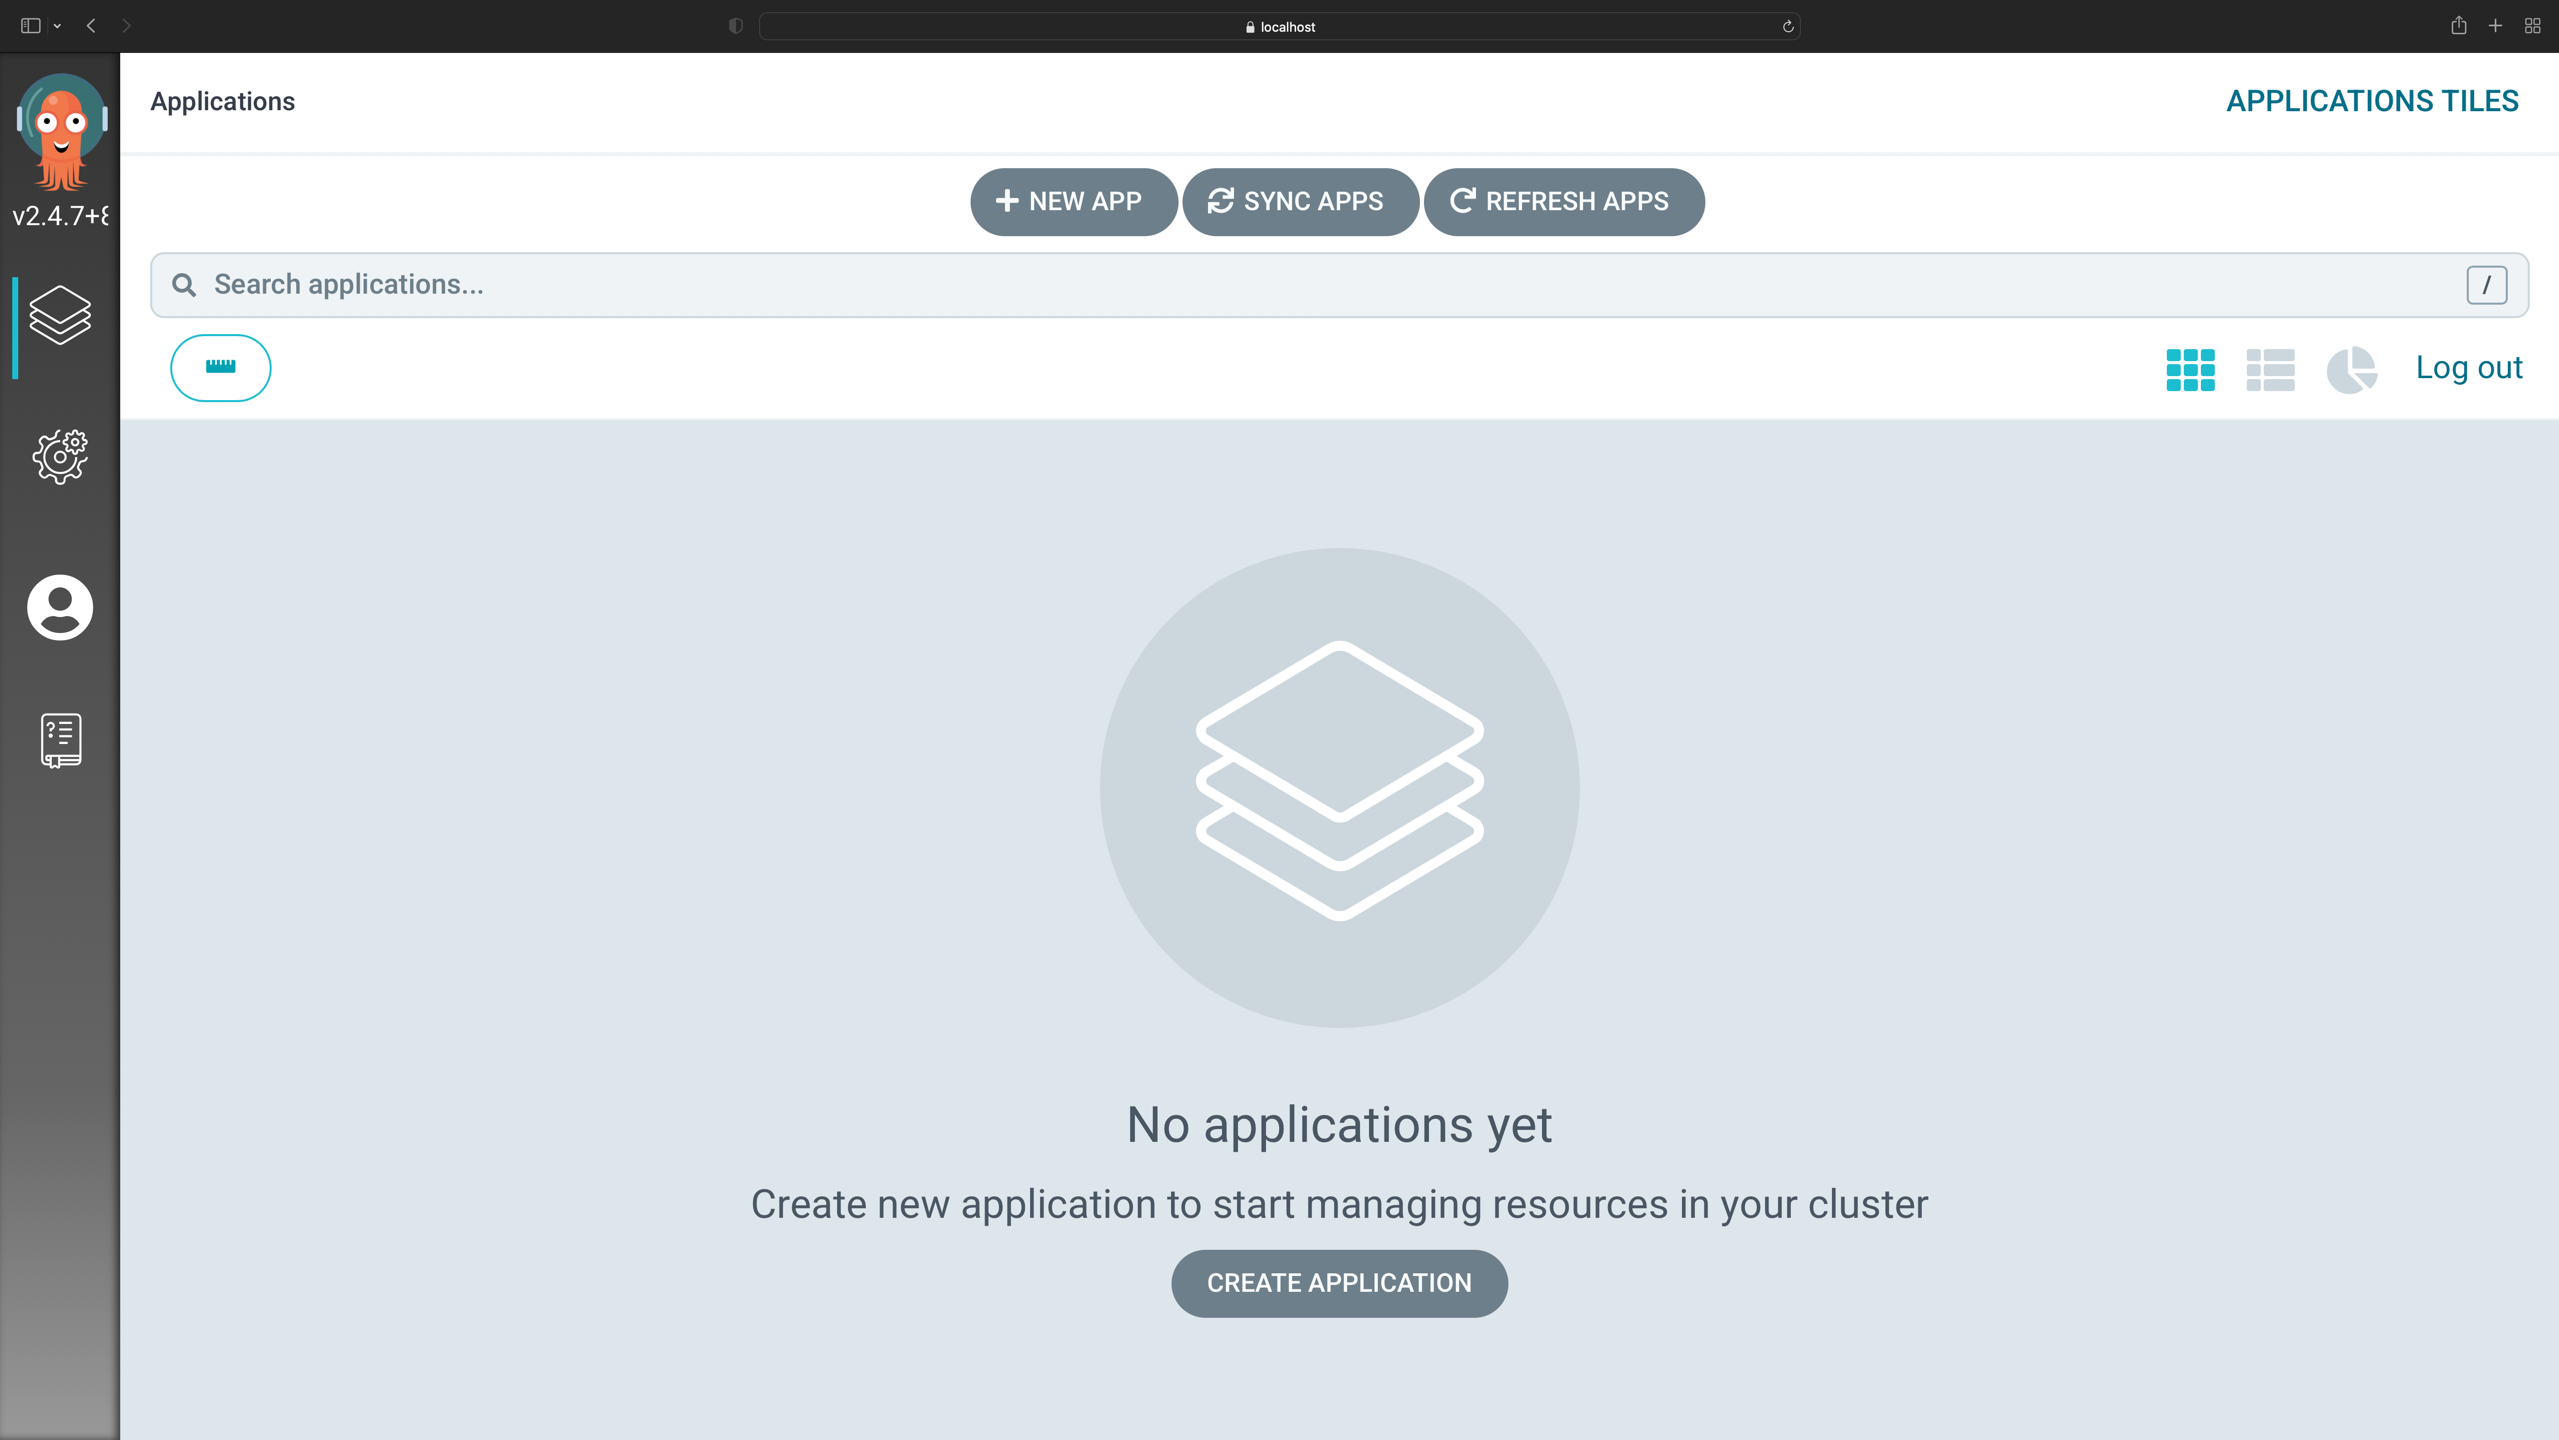 localhost
v2.4.7+8
Applications
APPLICATIONS TILES
NEW APP
SYNC APPS
REFRESH APPS
Search applications...
/
Log out
No applications yet
Create new application to start managing resources in your cluster
CREATE APPLICATION